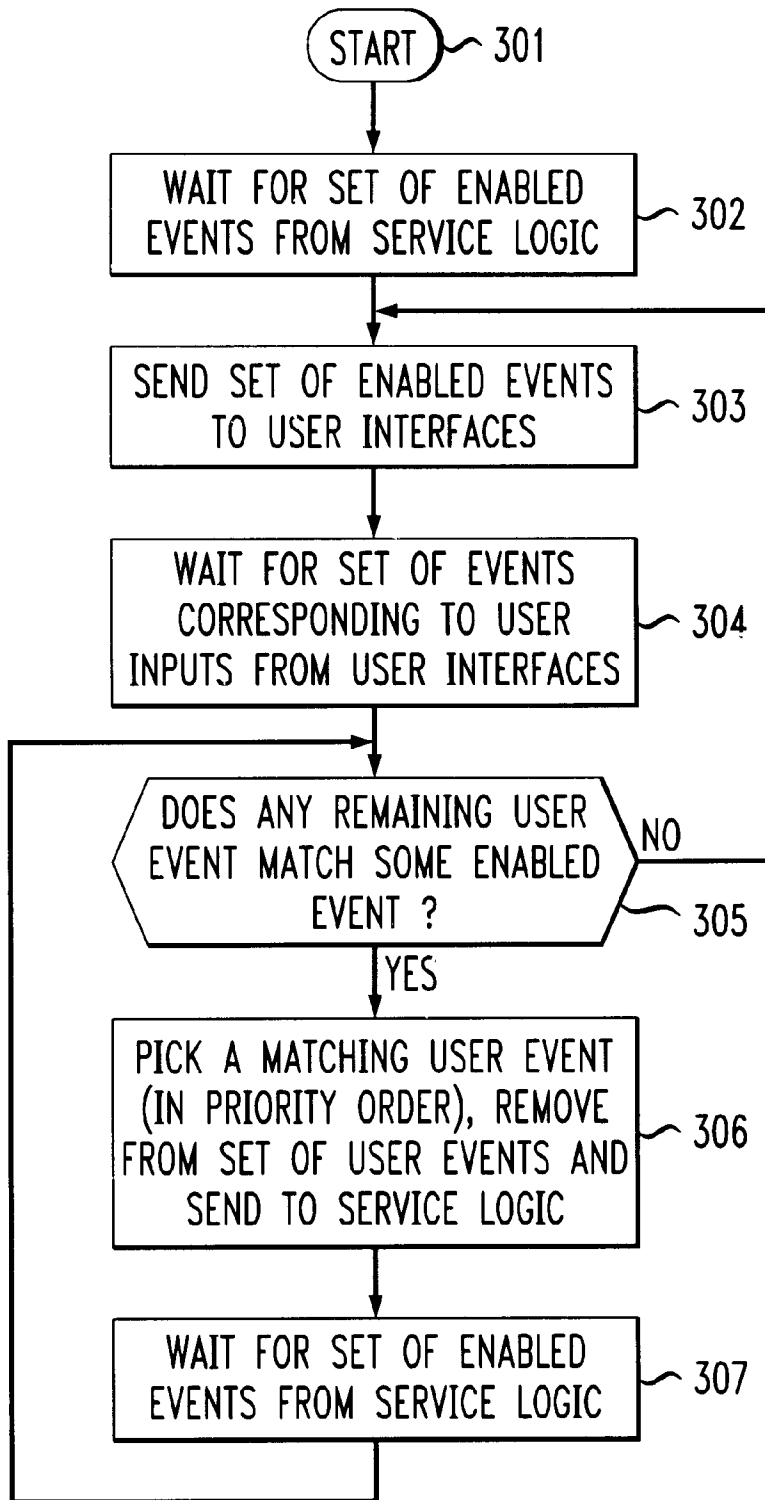 START
301
WAIT FOR SET OF ENABLED
EVENTS FROM SERVICE LOGIC
302
SEND SET OF ENABLED EVENTS
TO USER INTERFACES
303
WAIT FOR SET OF EVENTS
CORRESPONDING TO USER
INPUTS FROM USER INTERFACES
304
DOES ANY REMAINING USER
EVENT MATCH SOME ENABLED
EVENT ?
NO
305
YES
PICK A MATCHING USER EVENT
(IN PRIORITY ORDER), REMOVE
FROM SET OF USER EVENTS AND
SEND TO SERVICE LOGIC
306
WAIT FOR SET OF ENABLED
EVENTS FROM SERVICE LOGIC
307